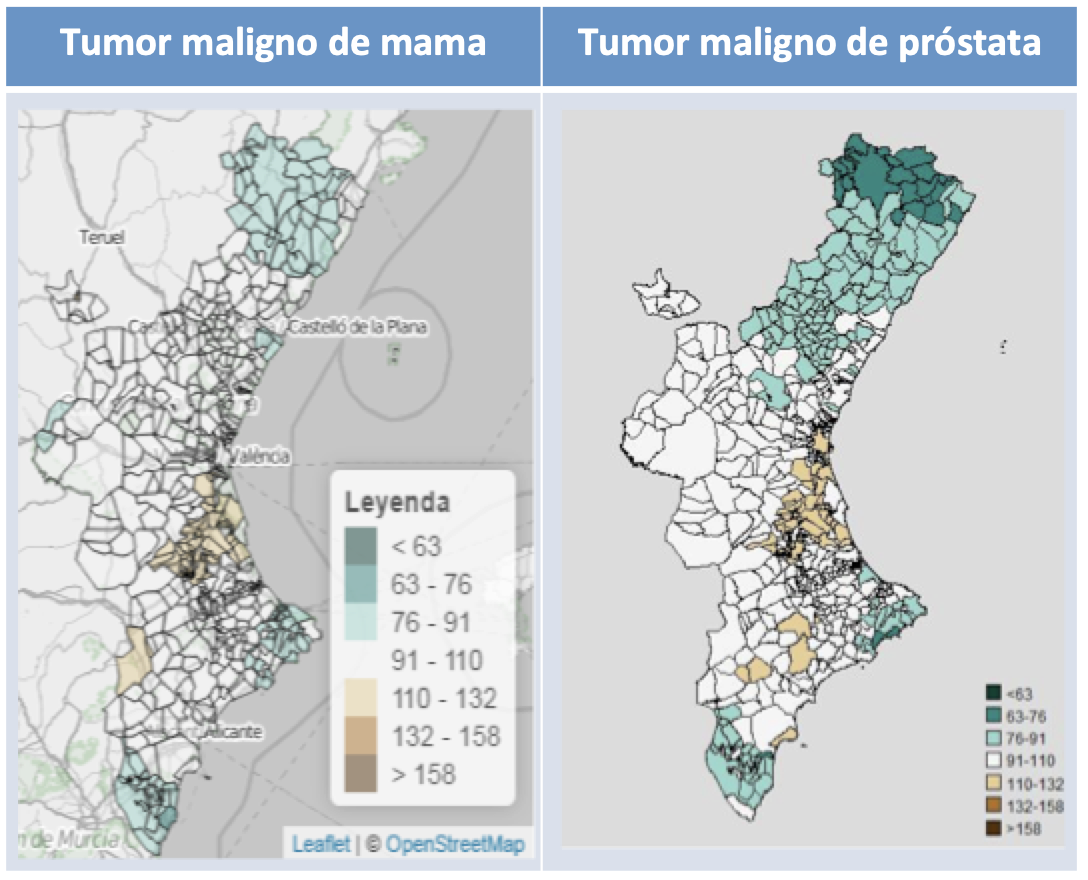 Tumor maligno de mama
Tumor maligno de próstata
Teruel
Castelló de la Plana
València
Alicante
n de Murcia
Leyenda
< 63
63 - 76
76 - 91
91 - 110
110 - 132
132 - 158
> 158
Leaflet | © OpenStreetMap
<63
63-76
76-91
91-110
110-132
132-158
>158